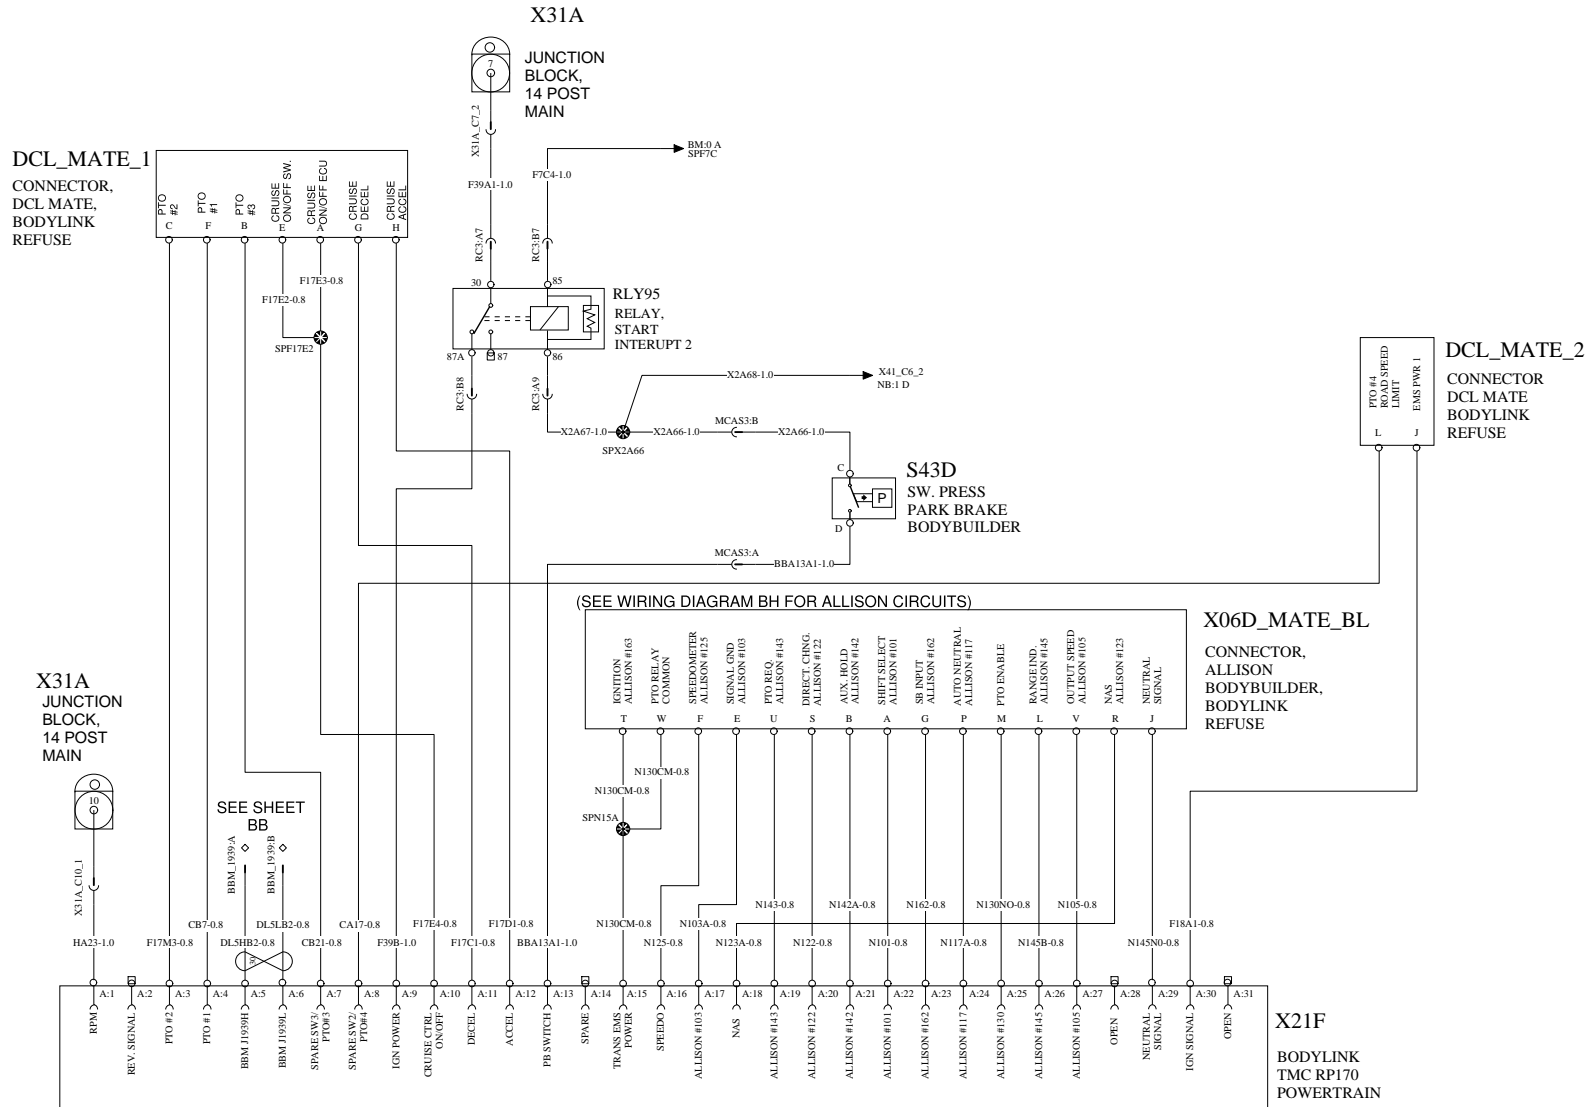 X31A
7
JUNCTION
BLOCK,
14 POST
MAIN
X31A_C7_2
F39A1-1.0
RC3:A7
F7C4-1.0
BM:0 A
SPF7C
RC3:B7
DCL_MATE_1
CONNECTOR,
DCL MATE,
BODYLINK
REFUSE
PTO
#2
PTO
#1
PTO
#3
CRUISE
ON/OFF SW.
CRUISE
ON/OFF ECU
CRUISE
DECEL
CRUISE
ACCEL
C
F
B
E
A
G
H
F17E3-0.8
F17E2-0.8
SPF17E2
30
85
RLY95
RELAY,
START
INTERUPT 2
87A
87
86
RC3:B8
RC3:A9
X2A68-1.0
X41_C6_2
NB:1 D
X2A67-1.0
X2A66-1.0
MCAS3:B
X2A66-1.0
SPX2A66
C
S43D
SW. PRESS
PARK BRAKE
BODYBUILDER
P
D
MCAS3:A
BBA13A1-1.0
DCL_MATE_2
CONNECTOR
DCL MATE
BODYLINK
REFUSE
PTO #4
ROAD SPEED
LIMIT
EMS PWR 1
L
J
(SEE WIRING DIAGRAM BH FOR ALLISON CIRCUITS)
X06D_MATE_BL
CONNECTOR,
ALLISON
BODYBUILDER,
BODYLINK
REFUSE
IGNITION
ALLISON #163
PTO RELAY
COMMON
SPEEDOMETER
ALLISON #125
SIGNAL GND
ALLISON #103
PTO REQ.
ALLISON #143
DIRECT. CHNG.
ALLISON #122
AUX. HOLD
ALLISON #142
SHIFT SELECT
ALLISON #101
SB INPUT
ALLISON #162
AUTO NEUTRAL
ALLISON #117
PTO ENABLE
RANGE IND.
ALLISON #145
OUTPUT SPEED
ALLISON #105
NAS
ALLISON #123
NEUTRAL
SIGNAL
T
W
F
E
U
S
B
A
G
P
M
L
V
R
J
N130CM-0.8
N130CM-0.8
SPN15A
X31A
JUNCTION
BLOCK,
14 POST
MAIN
10
X31A_C10_1
SEE SHEET
BB
BBM_1939:A
BBM_1939:B
30
HA23-1.0
F17M3-0.8
CB7-0.8
DL5HB2-0.8
DL5LB2-0.8
CB21-0.8
CA17-0.8
F39B-1.0
F17E4-0.8
F17C1-0.8
F17D1-0.8
BBA13A1-1.0
N130CM-0.8
N125-0.8
N103A-0.8
N123A-0.8
N143-0.8
N122-0.8
N142A-0.8
N101-0.8
N162-0.8
N117A-0.8
N130NO-0.8
N145B-0.8
N105-0.8
N145N0-0.8
F18A1-0.8
A:1
A:2
A:3
A:4
A:5
A:6
A:7
A:8
A:9
A:10
A:11
A:12
A:13
A:14
A:15
A:16
A:17
A:18
A:19
A:20
A:21
A:22
A:23
A:24
A:25
A:26
A:27
A:28
A:29
A:30
A:31
RPM
REV. SIGNAL
PTO #2
PTO #1
BBM J1939H
BBM J1939L
SPARE SW3/
PTO#3
SPARE SW2/
PTO#4
IGN POWER
CRUISE CTRL
ON/OFF
DECEL
ACCEL
PB SWITCH
SPARE
TRANS EMS
POWER
SPEEDO
ALLISON #103
NAS
ALLISON #143
ALLISON #122
ALLISON #142
ALLISON #101
ALLISON #162
ALLISON #117
ALLISON #130
ALLISON #145
ALLISON #105
OPEN
NEUTRAL
SIGNAL
IGN SIGNAL
OPEN
X21F
BODYLINK
TMC RP170
POWERTRAIN